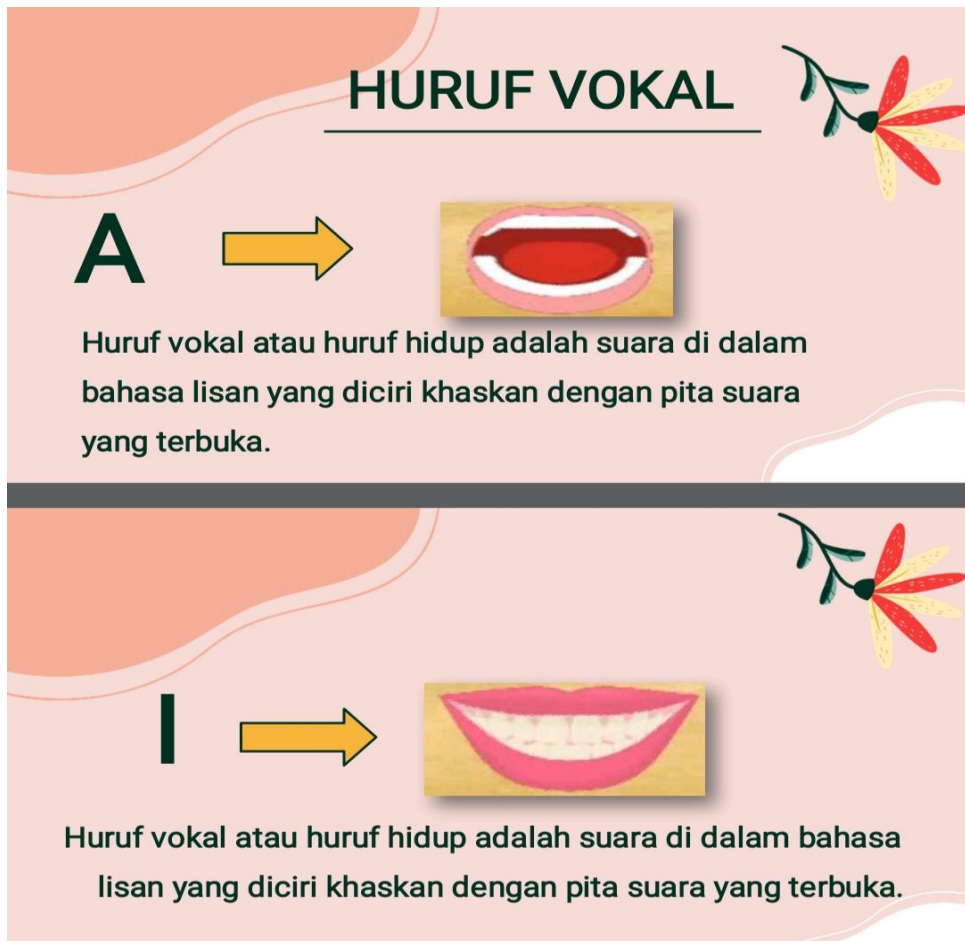 HURUF VOKAL
A
Huruf vokal atau huruf hidup adalah suara di dalam
bahasa lisan yang diciri khaskan dengan pita suara
yang terbuka.
I
Huruf vokal atau huruf hidup adalah suara di dalam bahasa
lisan yang diciri khaskan dengan pita suara yang terbuka.